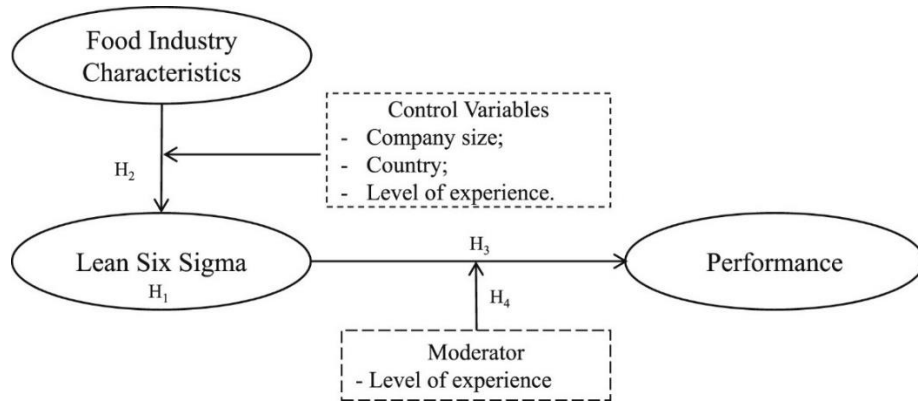 Food Industry
Characteristics
Control Variables
- Company size;
- Country;
- Level of experience.
H₂
Lean Six Sigma
H₁
H₃
Performance
H₄
Moderator
- Level of experience